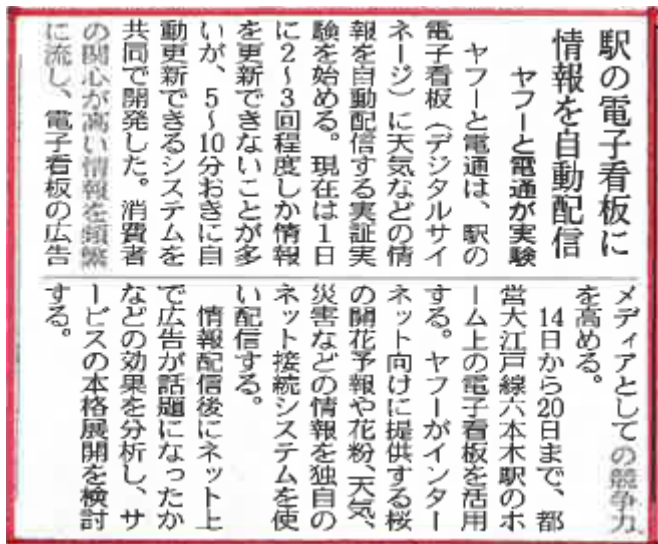 駅の電子看板に
情報を自動配信
ヤフーと電通が実験
ヤフーと電通は、駅の
電子看板（デジタルサイ
ネージ）に天気などの情
報を自動配信する実証実
験を始める。現在は1日
に2〜3回程度しか情報
を更新できないことが多
いが、5〜10分おきに自
動更新できるシステムを
共同で開発した。消費者
の関心が高い情報を頻繁
に流し、電子看板の広告
メディアとしての競争力
を高める。
14日から20日まで、都
営大江戸線六本木駅のホ
ーム上の電子看板を活用
する。ヤフーがインター
ネット向けに提供する桜
の開花予報や花粉、天気、
災害などの情報を独自の
ネット接続システムを使
い配信する。
情報配信後にネット上
で広告が話題になったか
などの効果を分析し、サ
ービスの本格展開を検討
する。